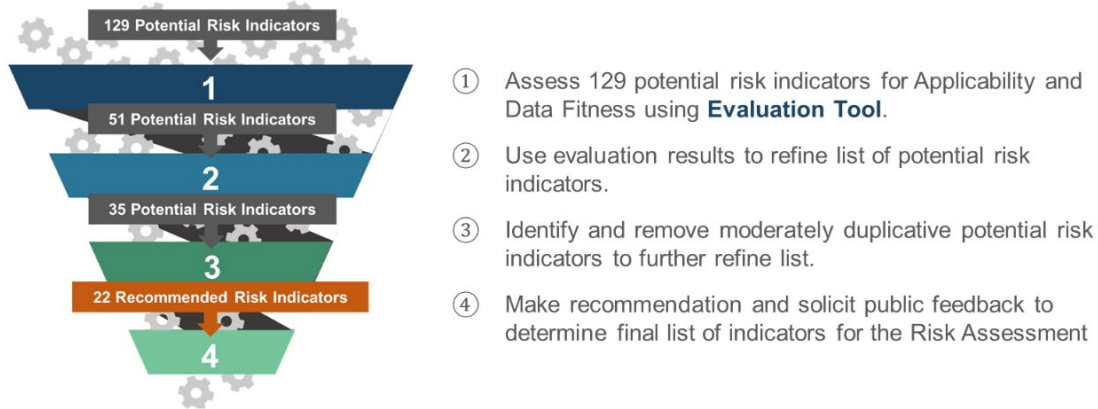 129 Potential Risk Indicators
1
51 Potential Risk Indicators
2
35 Potential Risk Indicators
3
22 Recommended Risk Indicators
4
① Assess 129 potential risk indicators for Applicability and
Data Fitness using Evaluation Tool.
② Use evaluation results to refine list of potential risk
indicators.
③ Identify and remove moderately duplicative potential risk
indicators to further refine list.
④ Make recommendation and solicit public feedback to
determine final list of indicators for the Risk Assessment